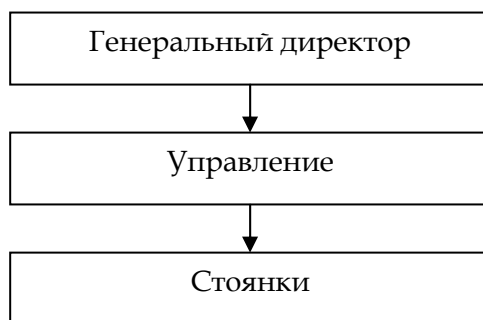 Генеральный директор
Управление
Стоянки